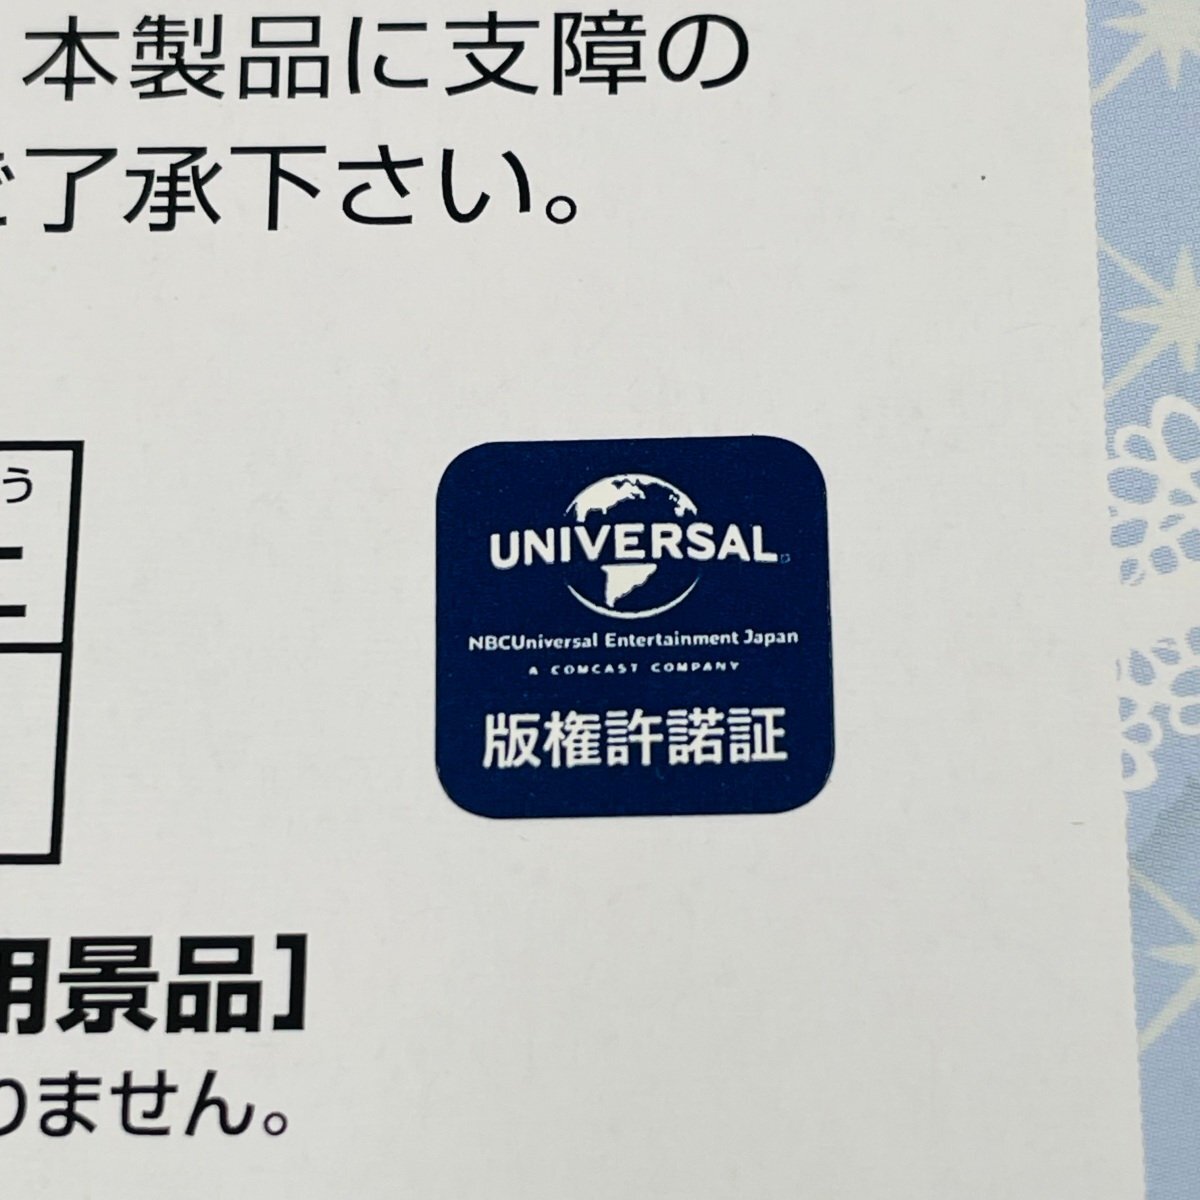 本製品に支障の
ご了承下さい。
う
UNIVERSAL
NBCUniversal Entertainment Japan
A COMCAST COMPANY
版権許諾証
用景品]
りません。